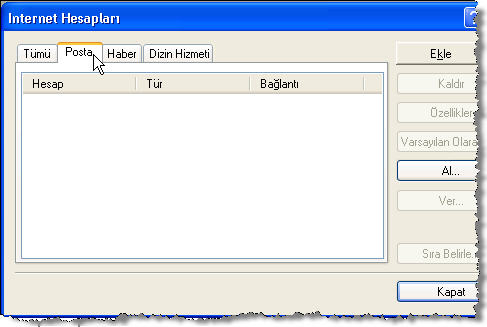 Internet Hesapları
Tümü Posta Haber Dizin Hizmeti
Hesap Tür Bağlantı
Ekle
Kaldır
Özellikler
Varsayılan Olara
Al...
Ver...
Sıra Belirle.
Kapat